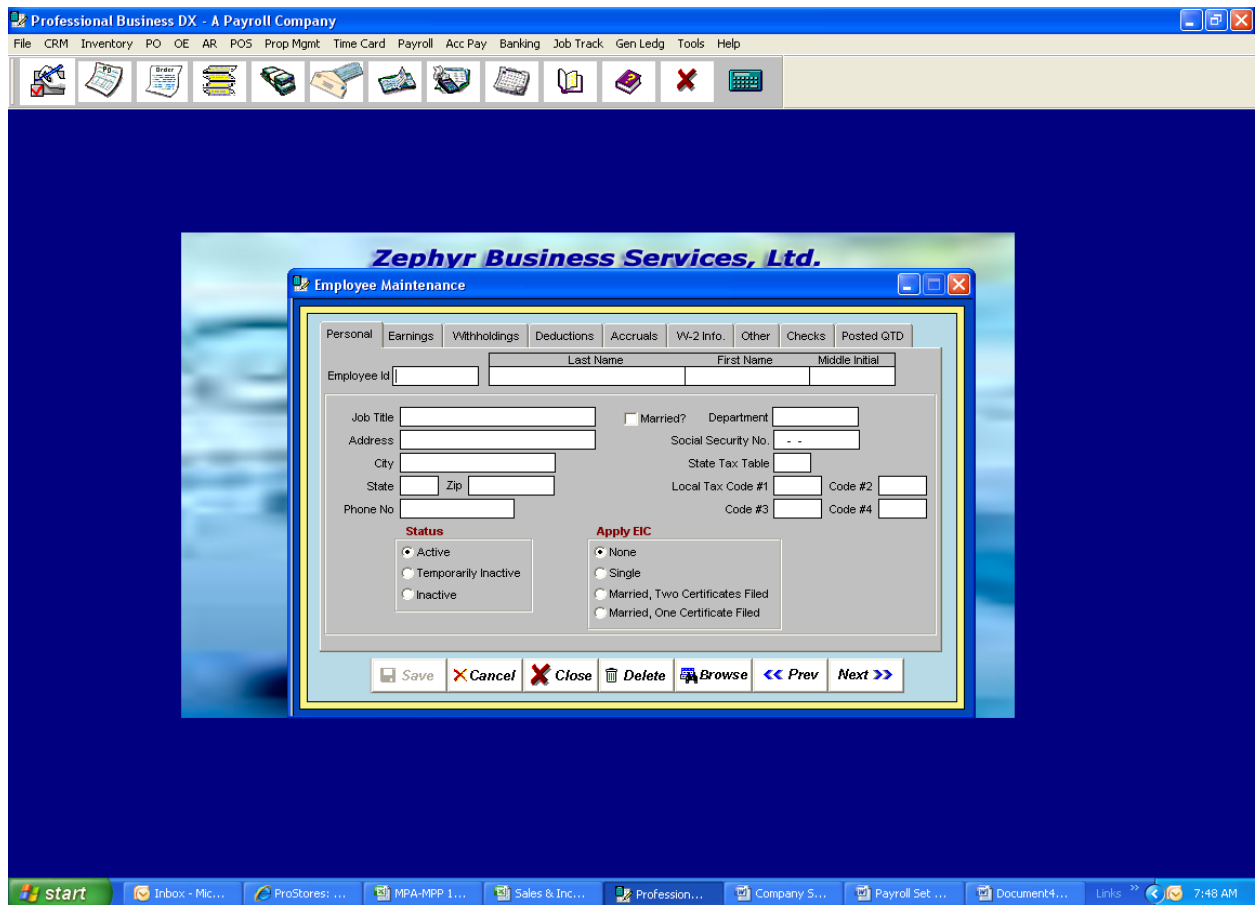 Professional Business DX - A Payroll Company
File CRM Inventory PO OE AR POS Prop Mgmt Time Card Payroll Acc Pay Banking Job Track Gen Ledg Tools Help
PO Order
Zephyr Business Services, Ltd.
Employee Maintenance
Personal Earnings Withholdings Deductions Accruals W-2 Info. Other Checks Posted QTD
Last Name First Name Middle Initial
Employee Id
Job Title Married? Department
Address Social Security No. - -
City State Tax Table
State Zip Local Tax Code #1 Code #2
Phone No Code #3 Code #4
Status Apply EIC
Active None
Temporarily Inactive Single
Inactive Married, Two Certificates Filed
Married, One Certificate Filed
Save Cancel Close Delete Browse << Prev Next >>
start Inbox - Mic... ProStores: ... MPA-MPP 1... Sales & Inc... Profession... Company S... Payroll Set ... Document4... Links » 7:48 AM